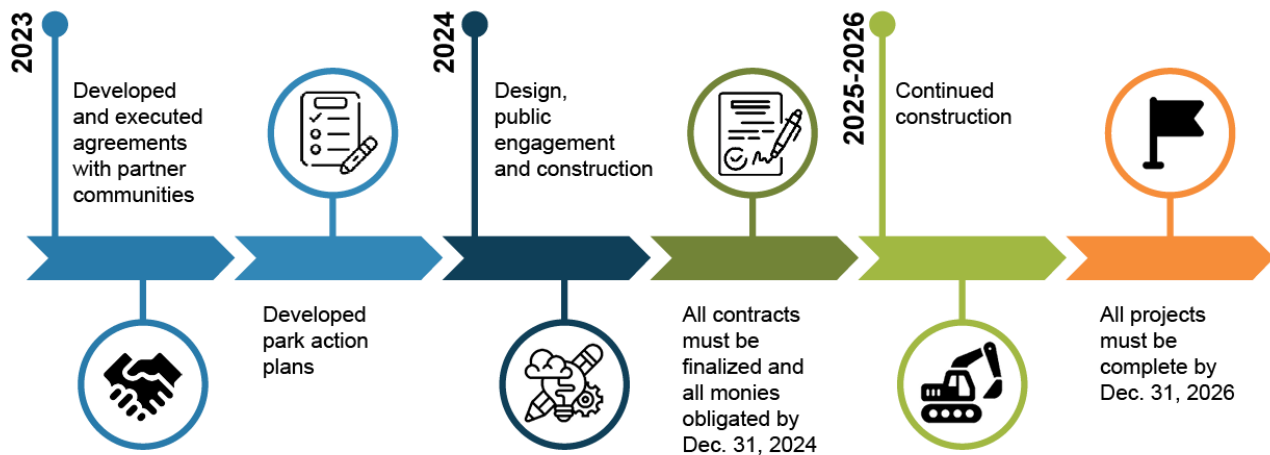 2023
Developed
and executed
agreements
with partner
communities
Developed
park action
plans
2024
Design,
public
engagement
and construction
All contracts
must be
finalized and
all monies
obligated by
Dec. 31, 2024
2025-2026
Continued
construction
All projects
must be
complete by
Dec. 31, 2026